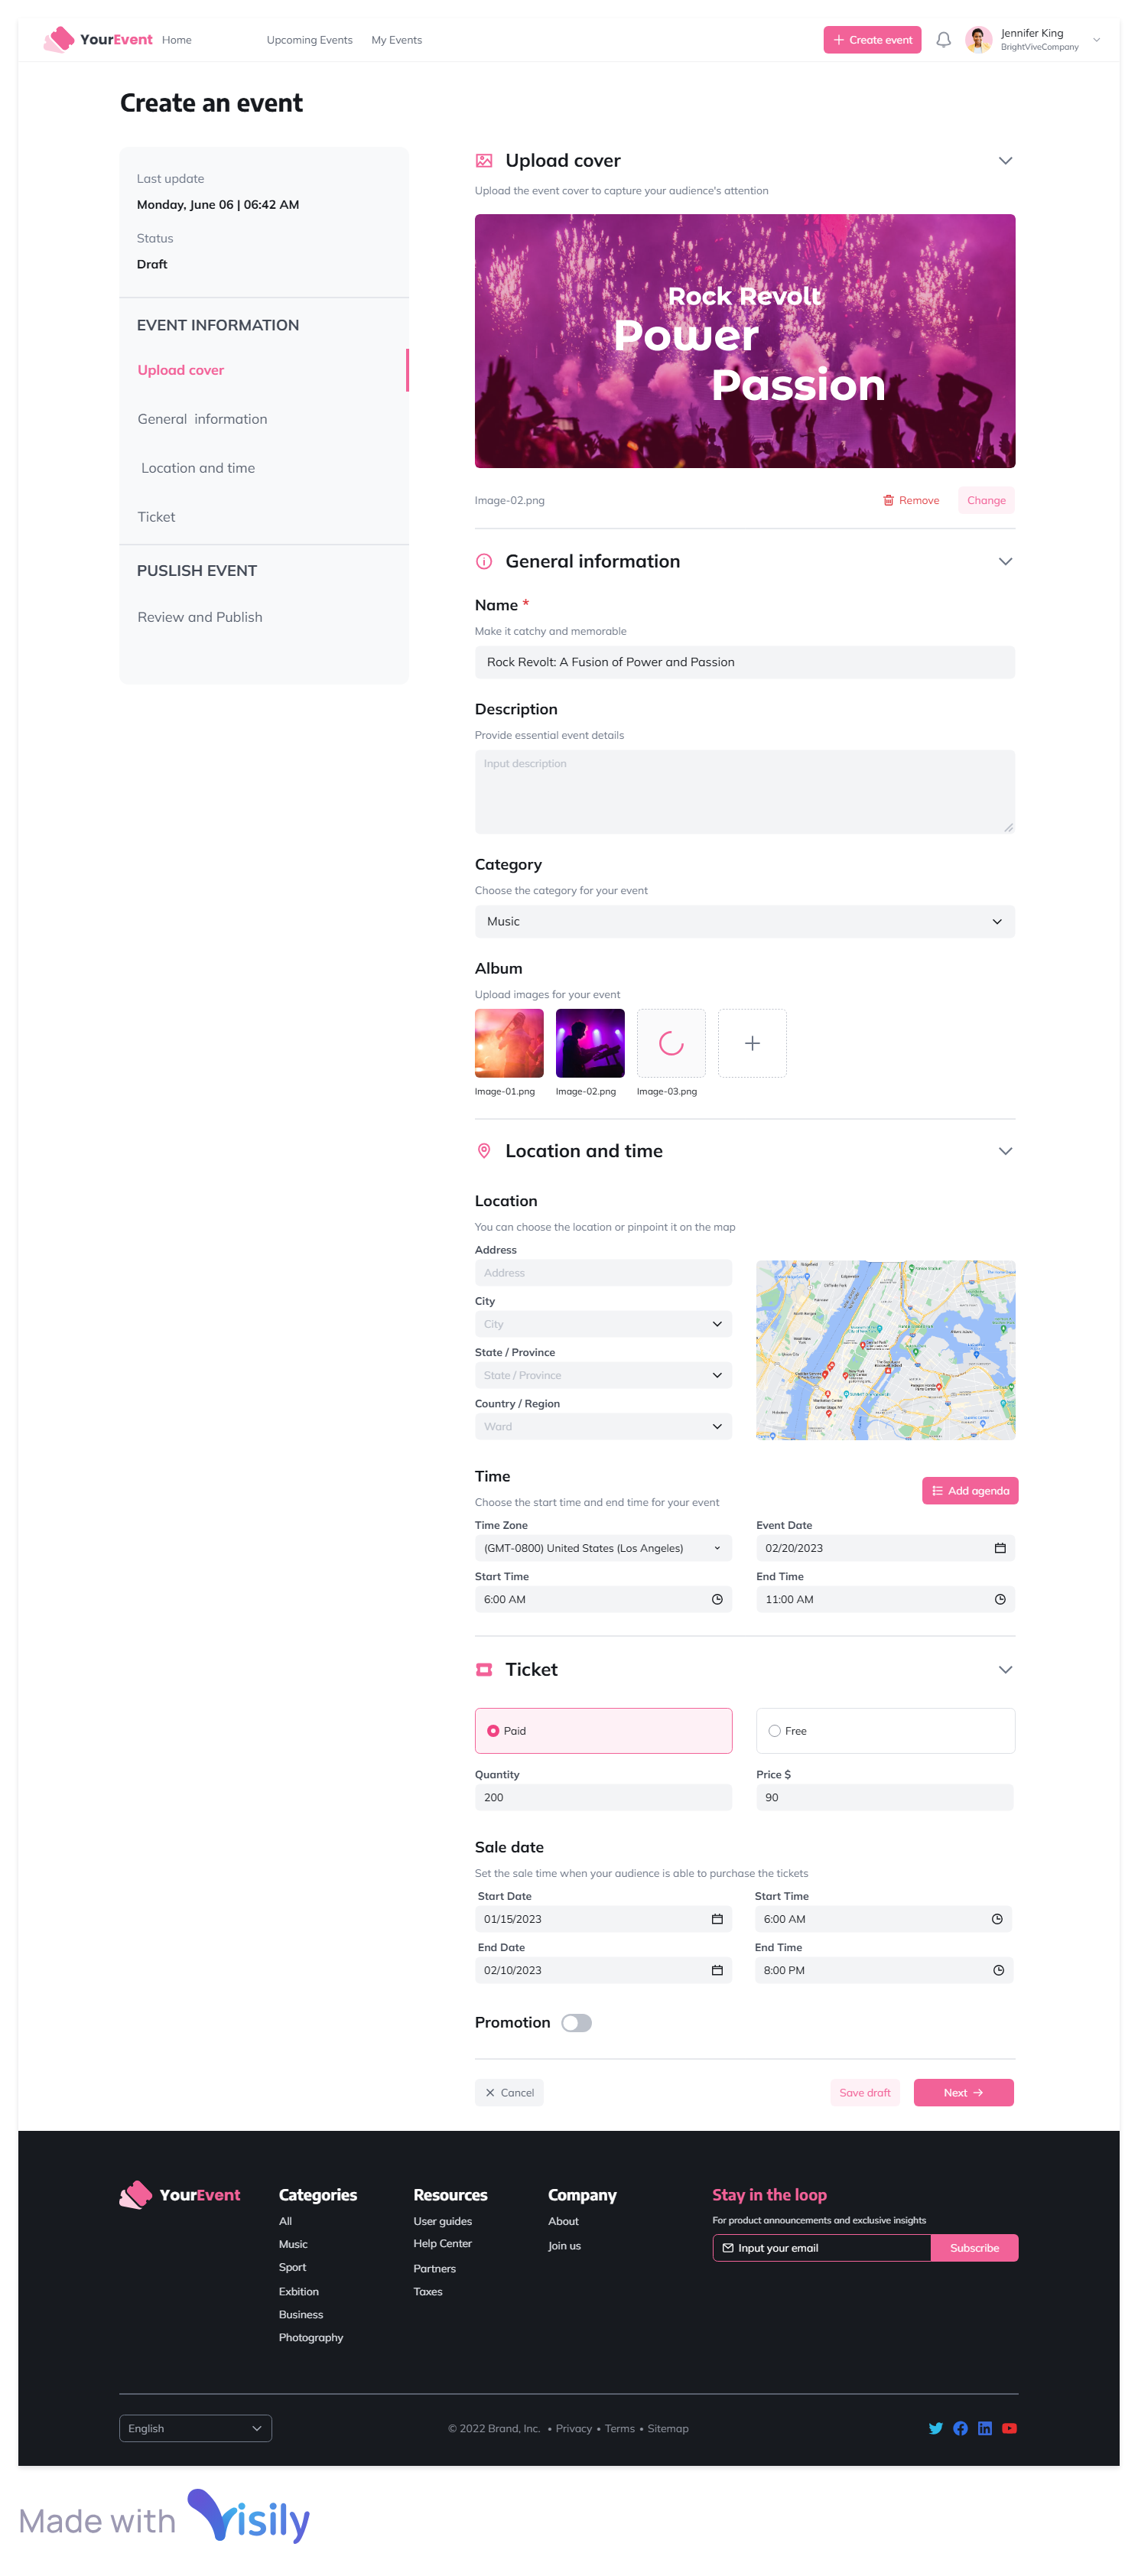 YourEvent Home Upcoming Events My Events + Create event Jennifer King
BrightViveCompany
Create an event
Last update
Monday, June 06 | 06:42 AM
Status
Draft
EVENT INFORMATION
Upload cover
General information
Location and time
Ticket
PUSLISH EVENT
Review and Publish
Upload cover
Upload the event cover to capture your audience's attention
Rock Revolt
Power
Passion
Image-02.png Remove Change
General information
Name *
Make it catchy and memorable
Rock Revolt: A Fusion of Power and Passion
Description
Provide essential event details
Input description
Category
Choose the category for your event
Music
Album
Upload images for your event
Image-01.png Image-02.png Image-03.png
Location and time
Location
You can choose the location or pinpoint it on the map
Address
Address
City
City
State / Province
State / Province
Country / Region
Ward
Time
Add agenda
Choose the start time and end time for your event
Time Zone Event Date
(GMT-0800) United States (Los Angeles) 02/20/2023
Start Time End Time
6:00 AM 11:00 AM
Ticket
Paid Free
Quantity Price $
200 90
Sale date
Set the sale time when your audience is able to purchase the tickets
Start Date Start Time
01/15/2023 6:00 AM
End Date End Time
02/10/2023 8:00 PM
Promotion
Cancel Save draft Next →
YourEvent Categories Resources Company Stay in the loop
All User guides About For product announcements and exclusive insights
Music Help Center Join us Input your email Subscribe
Sport Partners
Exbition Taxes
Business
Photography
English © 2022 Brand, Inc. • Privacy • Terms • Sitemap
Made with Visily